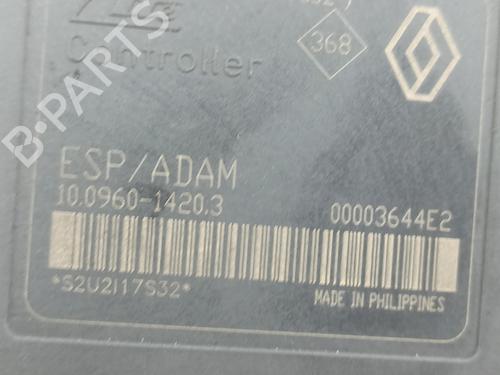 Controller
368
ESP/ADAM
10.0960-1420.3
00003644E2
*S2U2I17S32*
MADE IN PHILIPPINES
B-PARTS